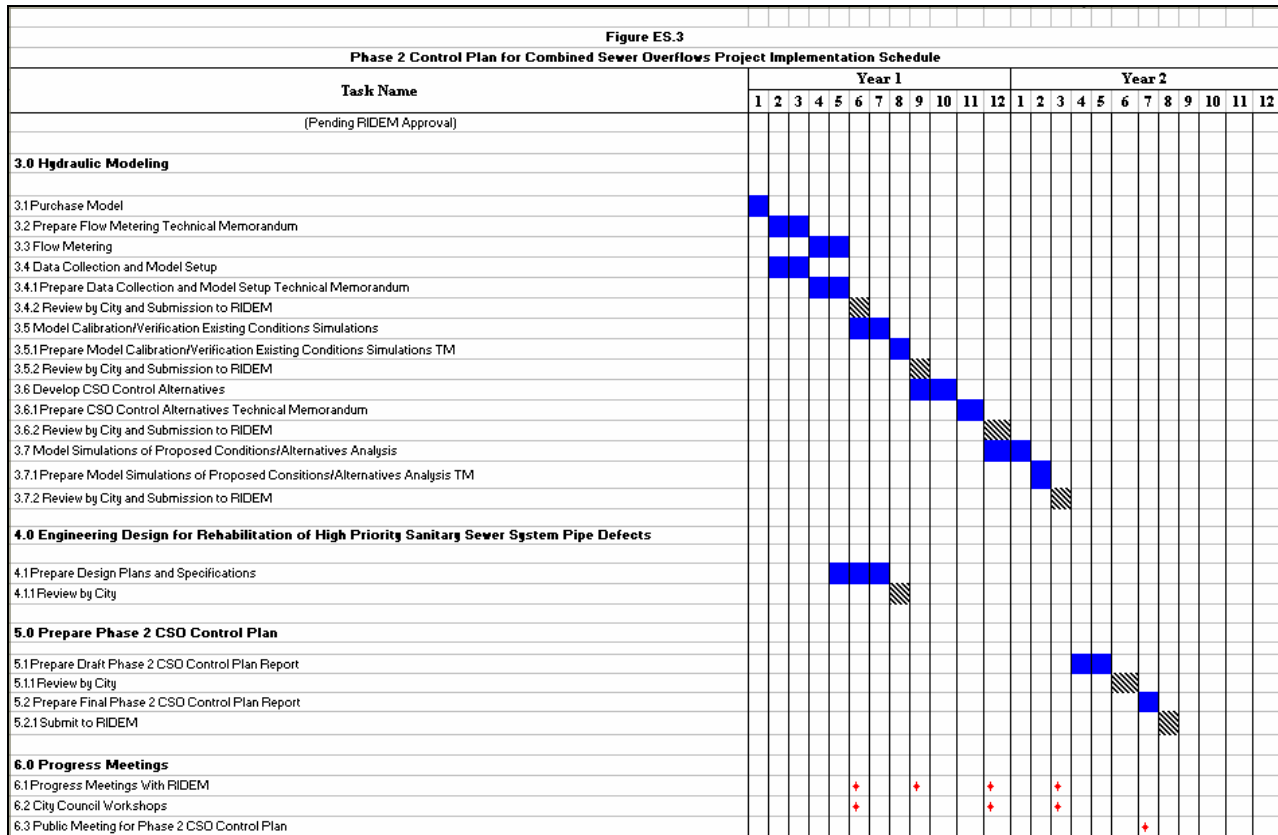 Figure ES.3
Phase 2 Control Plan for Combined Sewer Overflows Project Implementation Schedule
Task Name
Year 1
Year 2
1 2 3 4 5 6 7 8 9 10 11 12 1 2 3 4 5 6 7 8 9 10 11 12
(Pending RIDEM Approval)
3.0 Hydraulic Modeling
3.1 Purchase Model
3.2 Prepare Flow Metering Technical Memorandum
3.3 Flow Metering
3.4 Data Collection and Model Setup
3.4.1 Prepare Data Collection and Model Setup Technical Memorandum
3.4.2 Review by City and Submission to RIDEM
3.5 Model Calibration/Verification Existing Conditions Simulations
3.5.1 Prepare Model Calibration/Verification Existing Conditions Simulations TM
3.5.2 Review by City and Submission to RIDEM
3.6 Develop CSO Control Alternatives
3.6.1 Prepare CSO Control Alternatives Technical Memorandum
3.6.2 Review by City and Submission to RIDEM
3.7 Model Simulations of Proposed Conditions/Alternatives Analysis
3.7.1 Prepare Model Simulations of Proposed Consitions/Alternatives Analysis TM
3.7.2 Review by City and Submission to RIDEM
4.0 Engineering Design for Rehabilitation of High Priority Sanitary Sewer System Pipe Defects
4.1 Prepare Design Plans and Specifications
4.1.1 Review by City
5.0 Prepare Phase 2 CSO Control Plan
5.1 Prepare Draft Phase 2 CSO Control Plan Report
5.1.1 Review by City
5.2 Prepare Final Phase 2 CSO Control Plan Report
5.2.1 Submit to RIDEM
6.0 Progress Meetings
6.1 Progress Meetings With RIDEM
6.2 City Council Workshops
6.3 Public Meeting for Phase 2 CSO Control Plan